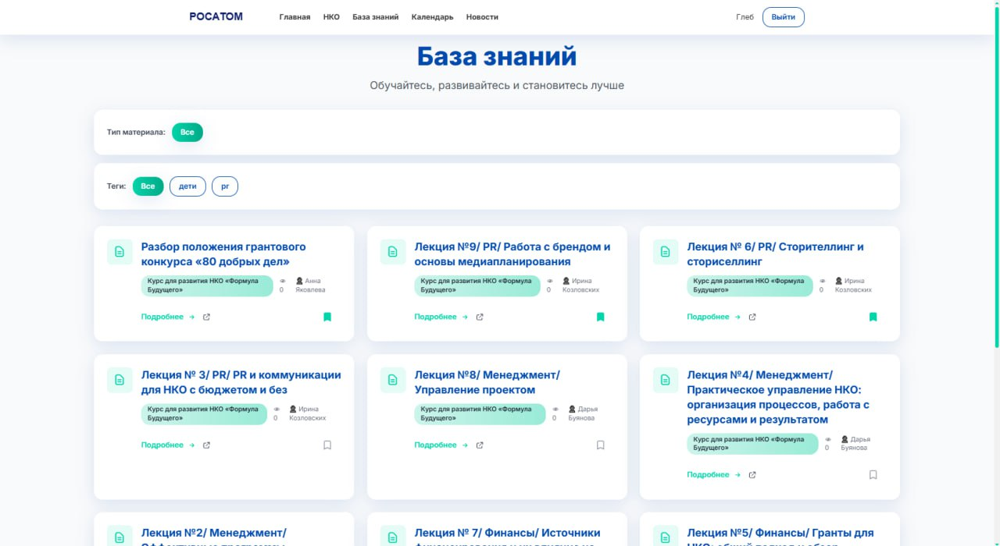 РОСАТОМ Главная НКО База знаний Календарь Новости Глеб Выйти
База знаний
Обучайтесь, развивайтесь и становитесь лучше
Тип материала: Все
Теги: Все дети pr
Разбор положения грантового
конкурса «80 добрых дел»
Курс для развития НКО «Формула
Будущего»
0
Анна
Яковлева
Подробнее →
Лекция №9/ PR/ Работа с брендом и
основы медиапланирования
Курс для развития НКО «Формула
Будущего»
0
Ирина
Козловских
Подробнее →
Лекция № 6/ PR/ Сторителлинг и
сториселлинг
Курс для развития НКО «Формула
Будущего»
0
Ирина
Козловских
Подробнее →
Лекция № 3/ PR/ PR и коммуникации
для НКО с бюджетом и без
Курс для развития НКО «Формула
Будущего»
0
Ирина
Козловских
Подробнее →
Лекция №8/ Менеджмент/
Управление проектом
Курс для развития НКО «Формула
Будущего»
0
Дарья
Буянова
Подробнее →
Лекция №4/ Менеджмент/
Практическое управление НКО:
организация процессов, работа с
ресурсами и результатом
Курс для развития НКО «Формула
Будущего»
0
Дарья
Буянова
Подробнее →
Лекция №2/ Менеджмент/
Лекция № 7/ Финансы/ Источники
Лекция №5/ Финансы/ Гранты для